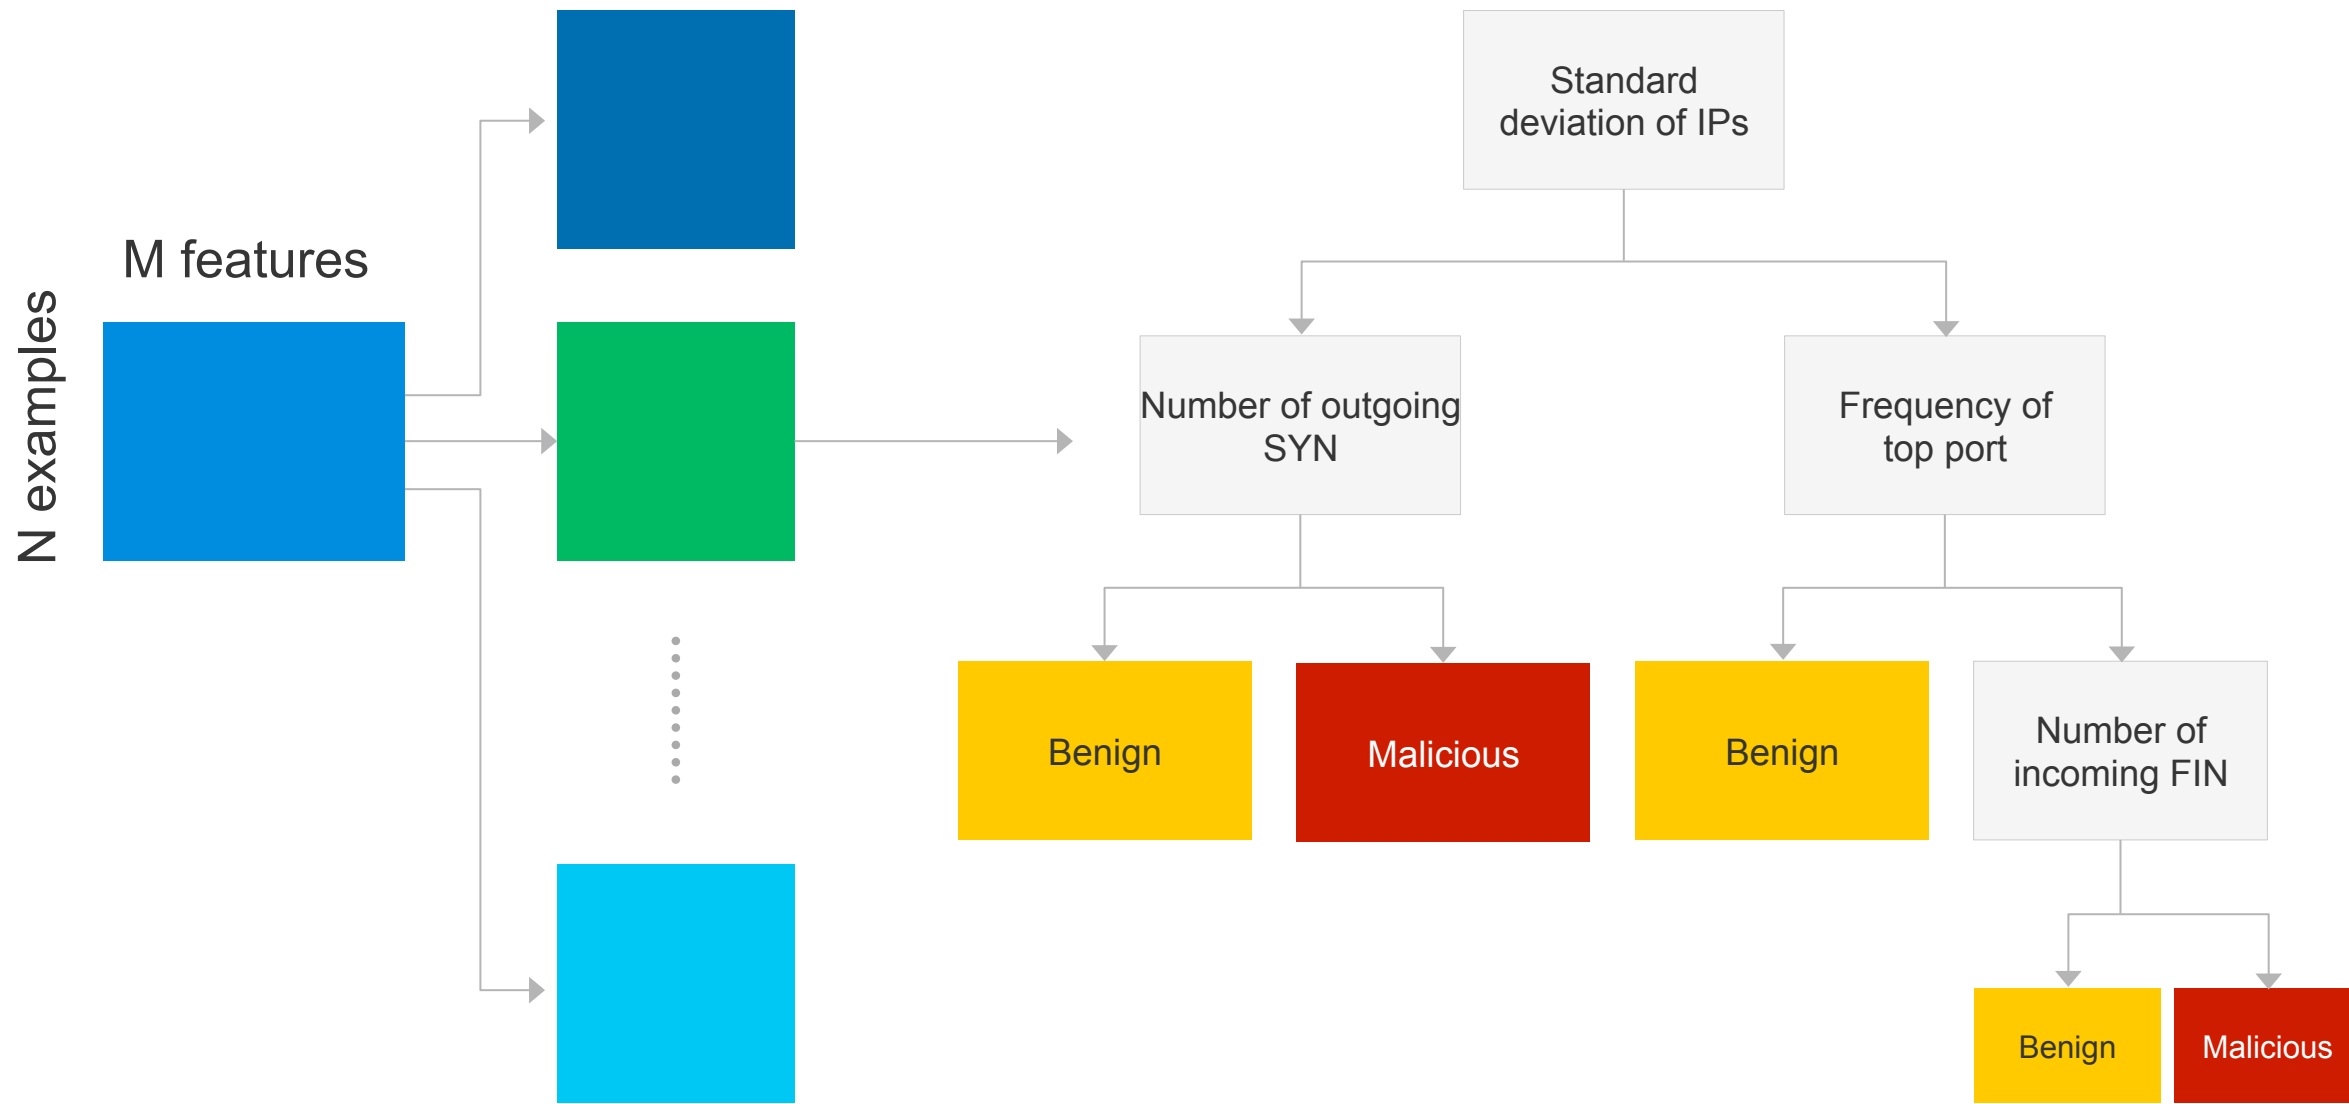 M features
N examples
Standard
deviation of IPs
Number of outgoing
SYN
Frequency of
top port
Benign
Malicious
Benign
Number of
incoming FIN
Benign
Malicious